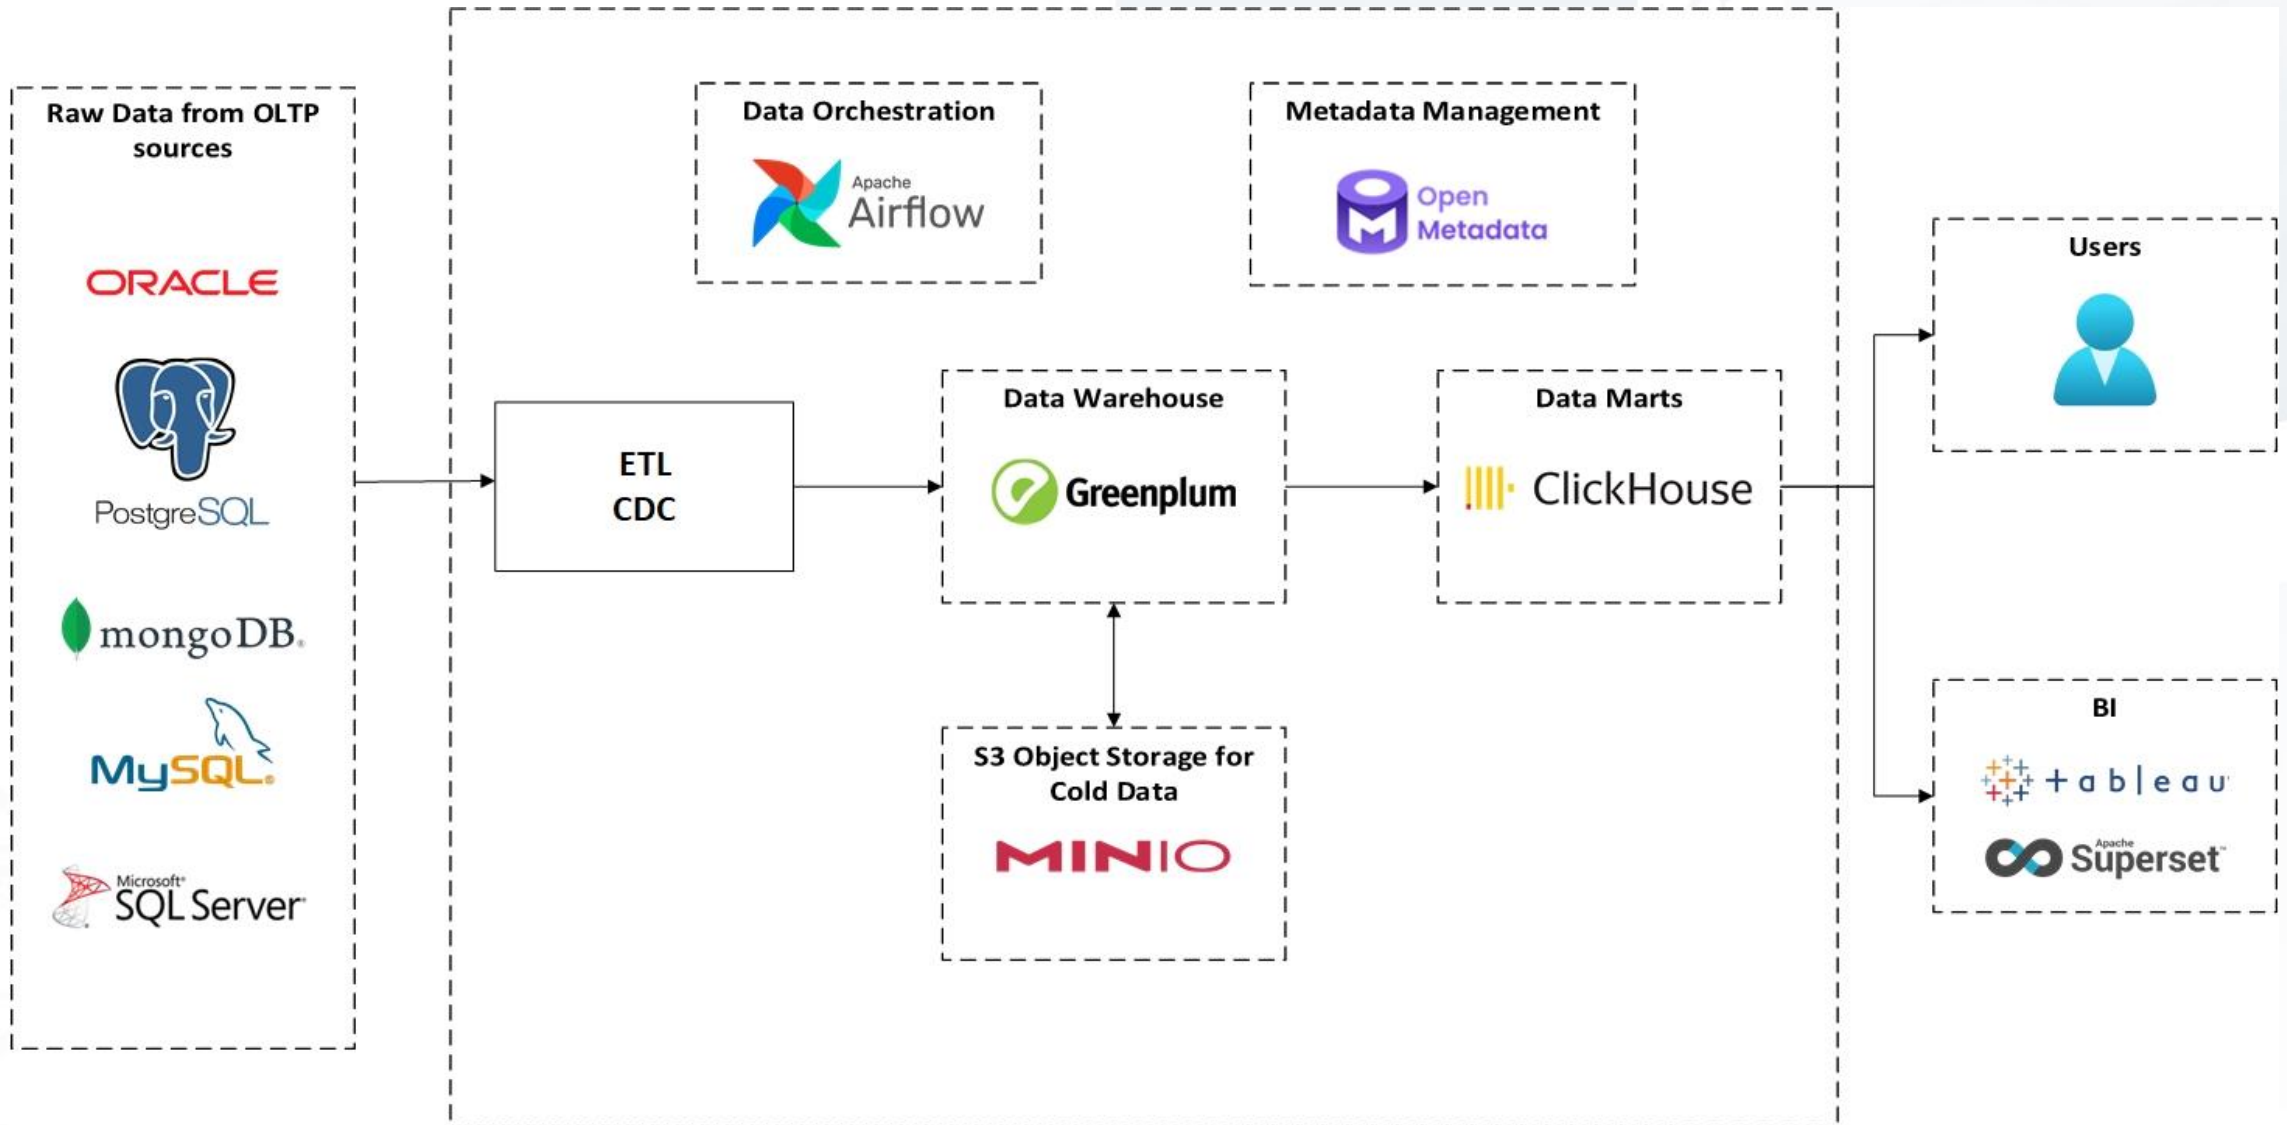 Raw Data from OLTP
sources
ORACLE
PostgreSQL
mongoDB®
MySQL®
Microsoft®
SQL Server®
Data Orchestration
Apache
Airflow
Metadata Management
Open
Metadata
ETL
CDC
Data Warehouse
Greenplum
Data Marts
ClickHouse
S3 Object Storage for
Cold Data
MINIO
Users
BI
+ableau
Apache
Superset™